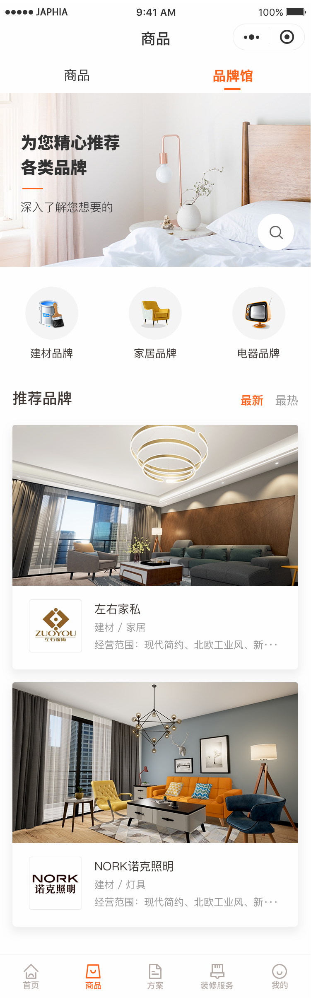 ●●●●● JAPHIA 9:41 AM 100%
商品
商品 品牌馆
为您精心推荐
各类品牌
深入了解您想要的
Blue
建材品牌 家居品牌 电器品牌
推荐品牌 最新 最热
ZUOYOU
左右家私
建材 / 家居
经营范围：现代简约、北欧工业风、新···
NORK
诺克照明
NORK诺克照明
建材 / 灯具
经营范围：现代简约、北欧工业风、新···
首页 商品 方案 装修服务 我的